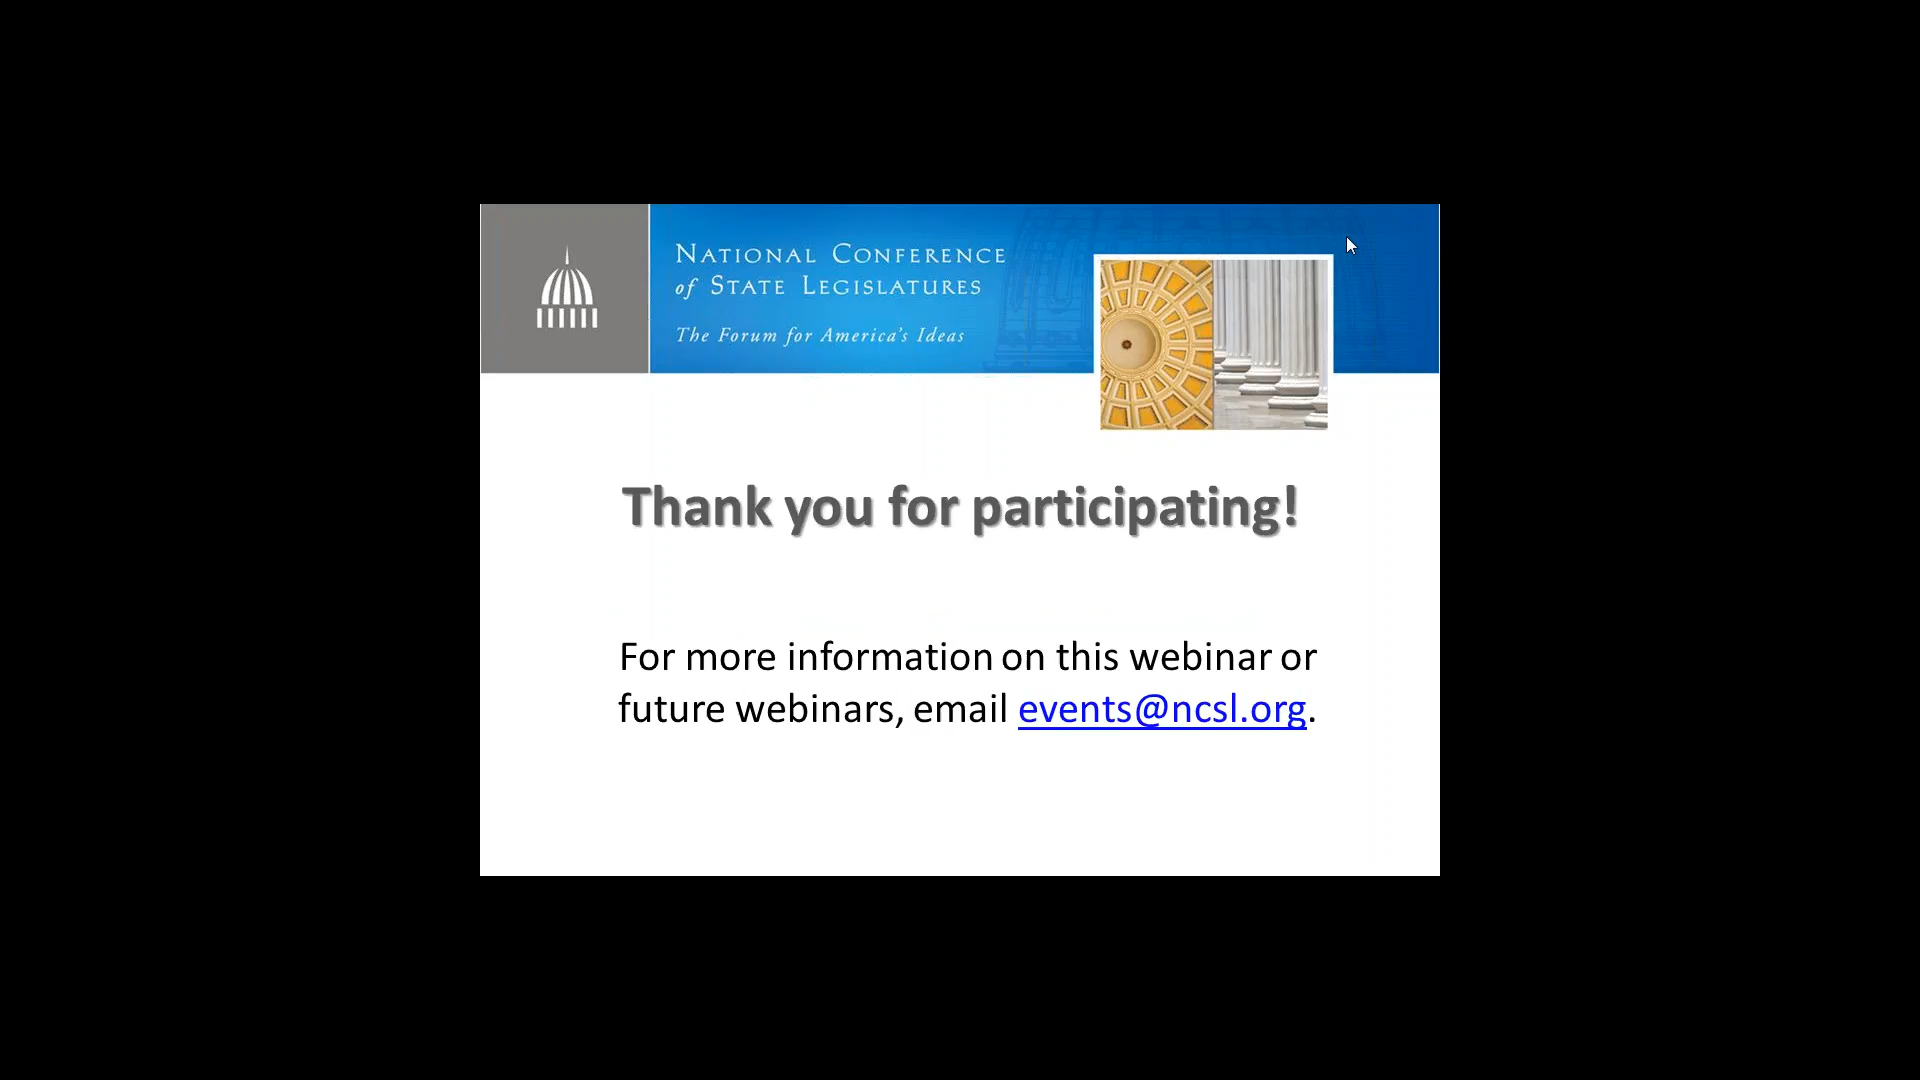 NATIONAL CONFERENCE
of STATE LEGISLATURES
The Forum for America's Ideas
Thank you for participating!
For more information on this webinar or
future webinars, email events@ncsl.org.